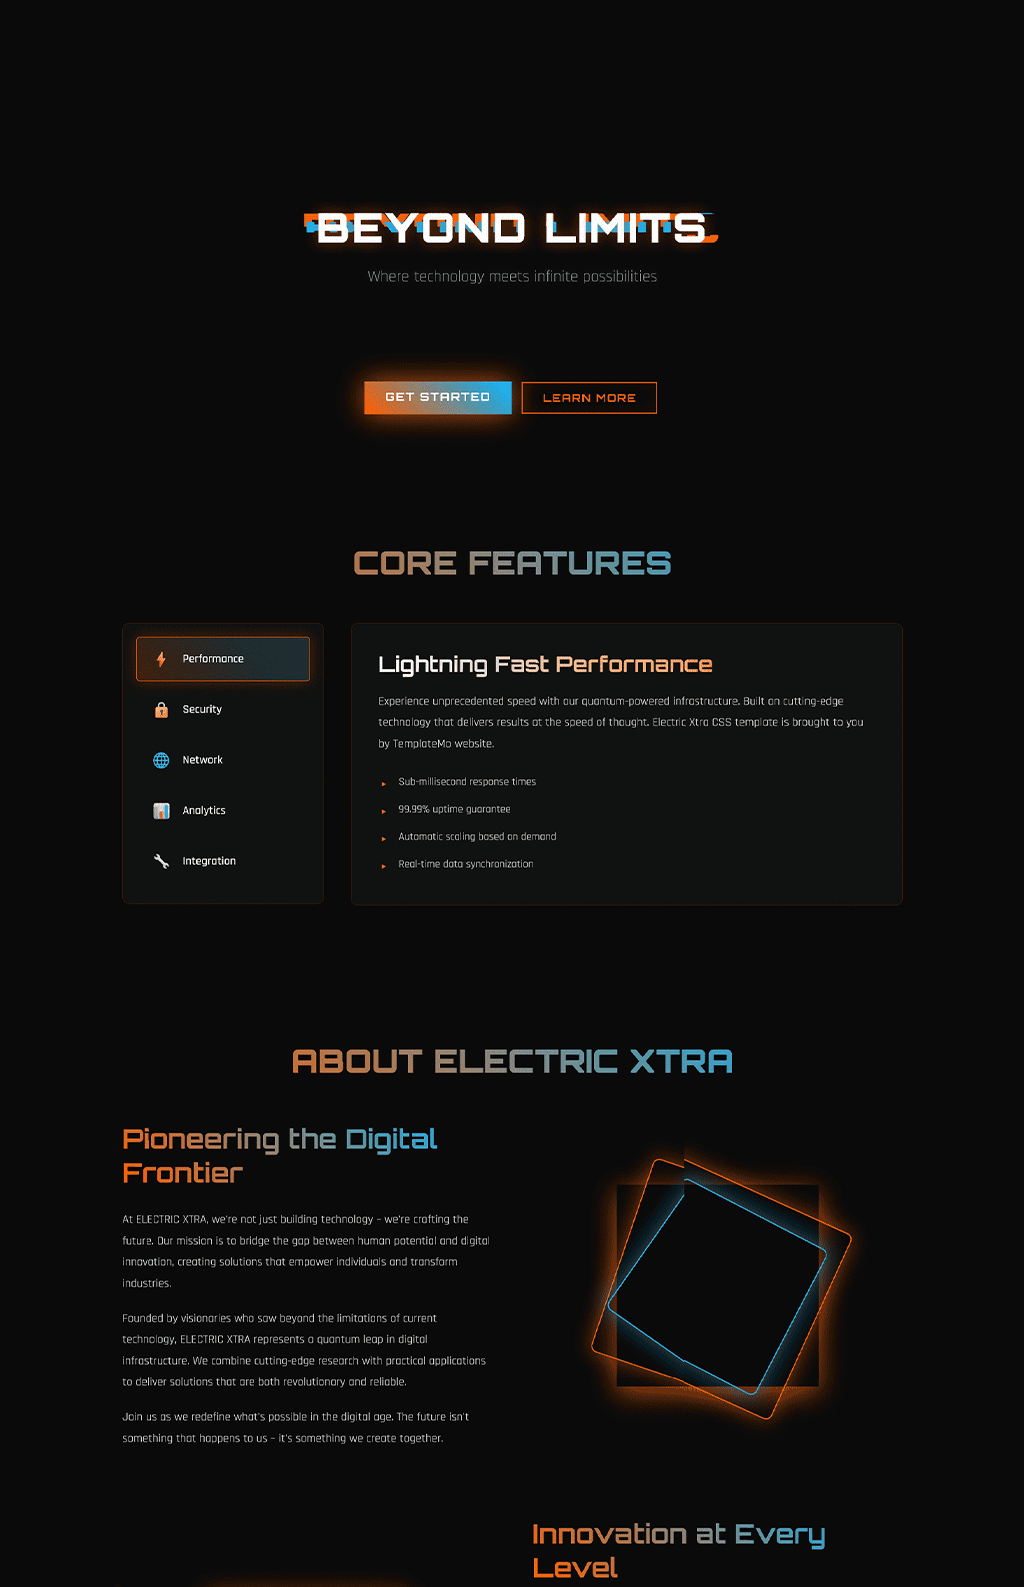 BEYOND LIMITS
Where technology meets infinite possibilities
GET STARTED
LEARN MORE
CORE FEATURES
Performance
Security
Network
Analytics
Integration
Lightning Fast Performance
Experience unprecedented speed with our quantum-powered infrastructure. Built on cutting-edge
technology that delivers results at the speed of thought. Electric Xtra CSS template is brought to you
by TemplateMo website.
Sub-millisecond response times
99.99% uptime guarantee
Automatic scaling based on demand
Real-time data synchronization
ABOUT ELECTRIC XTRA
Pioneering the Digital
Frontier
At ELECTRIC XTRA, we're not just building technology – we're crafting the
future. Our mission is to bridge the gap between human potential and digital
innovation, creating solutions that empower individuals and transform
industries.
Founded by visionaries who saw beyond the limitations of current
technology, ELECTRIC XTRA represents a quantum leap in digital
infrastructure. We combine cutting-edge research with practical applications
to deliver solutions that are both revolutionary and reliable.
Join us as we redefine what's possible in the digital age. The future isn't
something that happens to us – it's something we create together.
Innovation at Every
Level